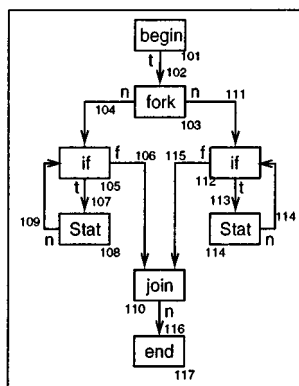 begin
t 101
102
n n 111
104 fork
103
if f 106 115 f if
t 105 112 t
107 113
109 114
Stat Stat
n 108 114 n
join
110 n
116
end
117